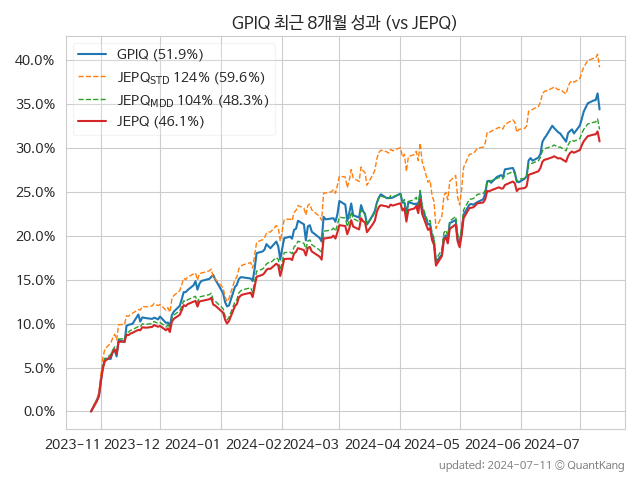 GPIQ 최근 8개월 성과 (vs JEPQ)
GPIQ (51.9%)
JEPQSTD 124% (59.6%)
JEPQMDD 104% (48.3%)
JEPQ (46.1%)
40.0%
35.0%
30.0%
25.0%
20.0%
15.0%
10.0%
5.0%
0.0%
2023-11 2023-12 2024-01 2024-02 2024-03 2024-04 2024-05 2024-06 2024-07
updated: 2024-07-11 © QuantKang